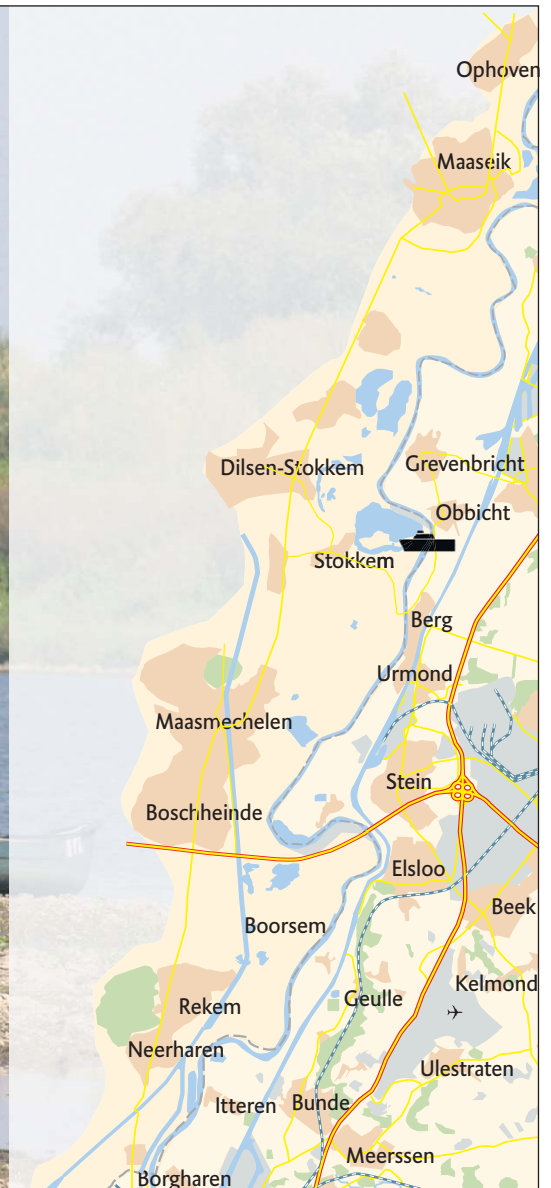 Ophoven
Maaseik
Dilsen-Stokkem
Grevenbricht
Obbicht
Stokkem
Berg
Urmond
Maasmechelen
Stein
Boschheinde
Elsloo
Beek
Boorsem
Kelmond
Geulle
Rekem
Neerharen
Ulestraten
Itteren
Bunde
Meerssen
Borgharen